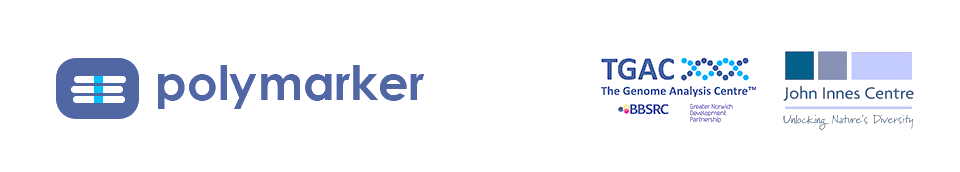 polymarker
TGAC
The Genome Analysis Centre™
BBSRC
Greater Norwich
Development
Partnership
John Innes Centre
Unlocking Nature's Diversity